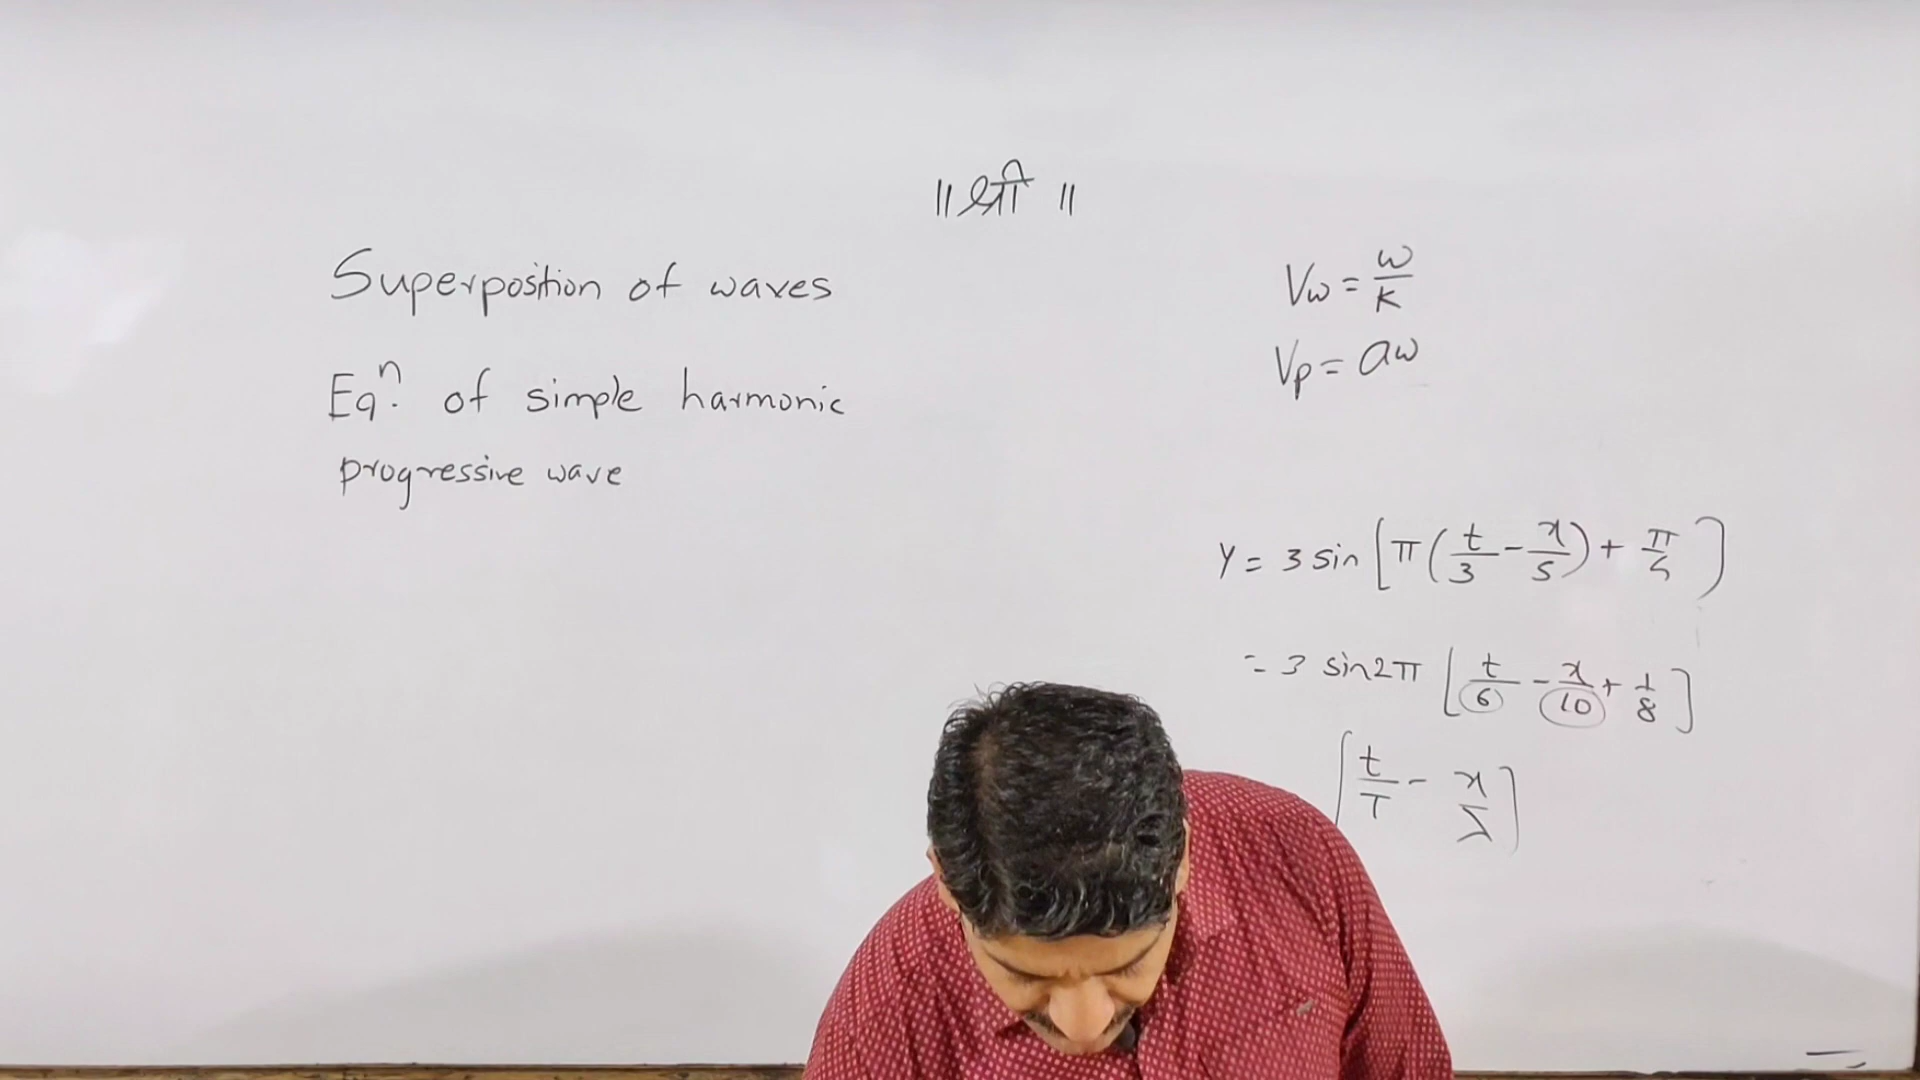 ॥ श्री ॥
Superposition of waves
Eqⁿ. of simple harmonic
progressive wave
Vw = ω/K
Vp = aω
Y = 3 sin [π(t/3 - x/5) + π/4]
= 3 sin2π [t/6 - x/10 + 1/8]
[t/T - x/λ]